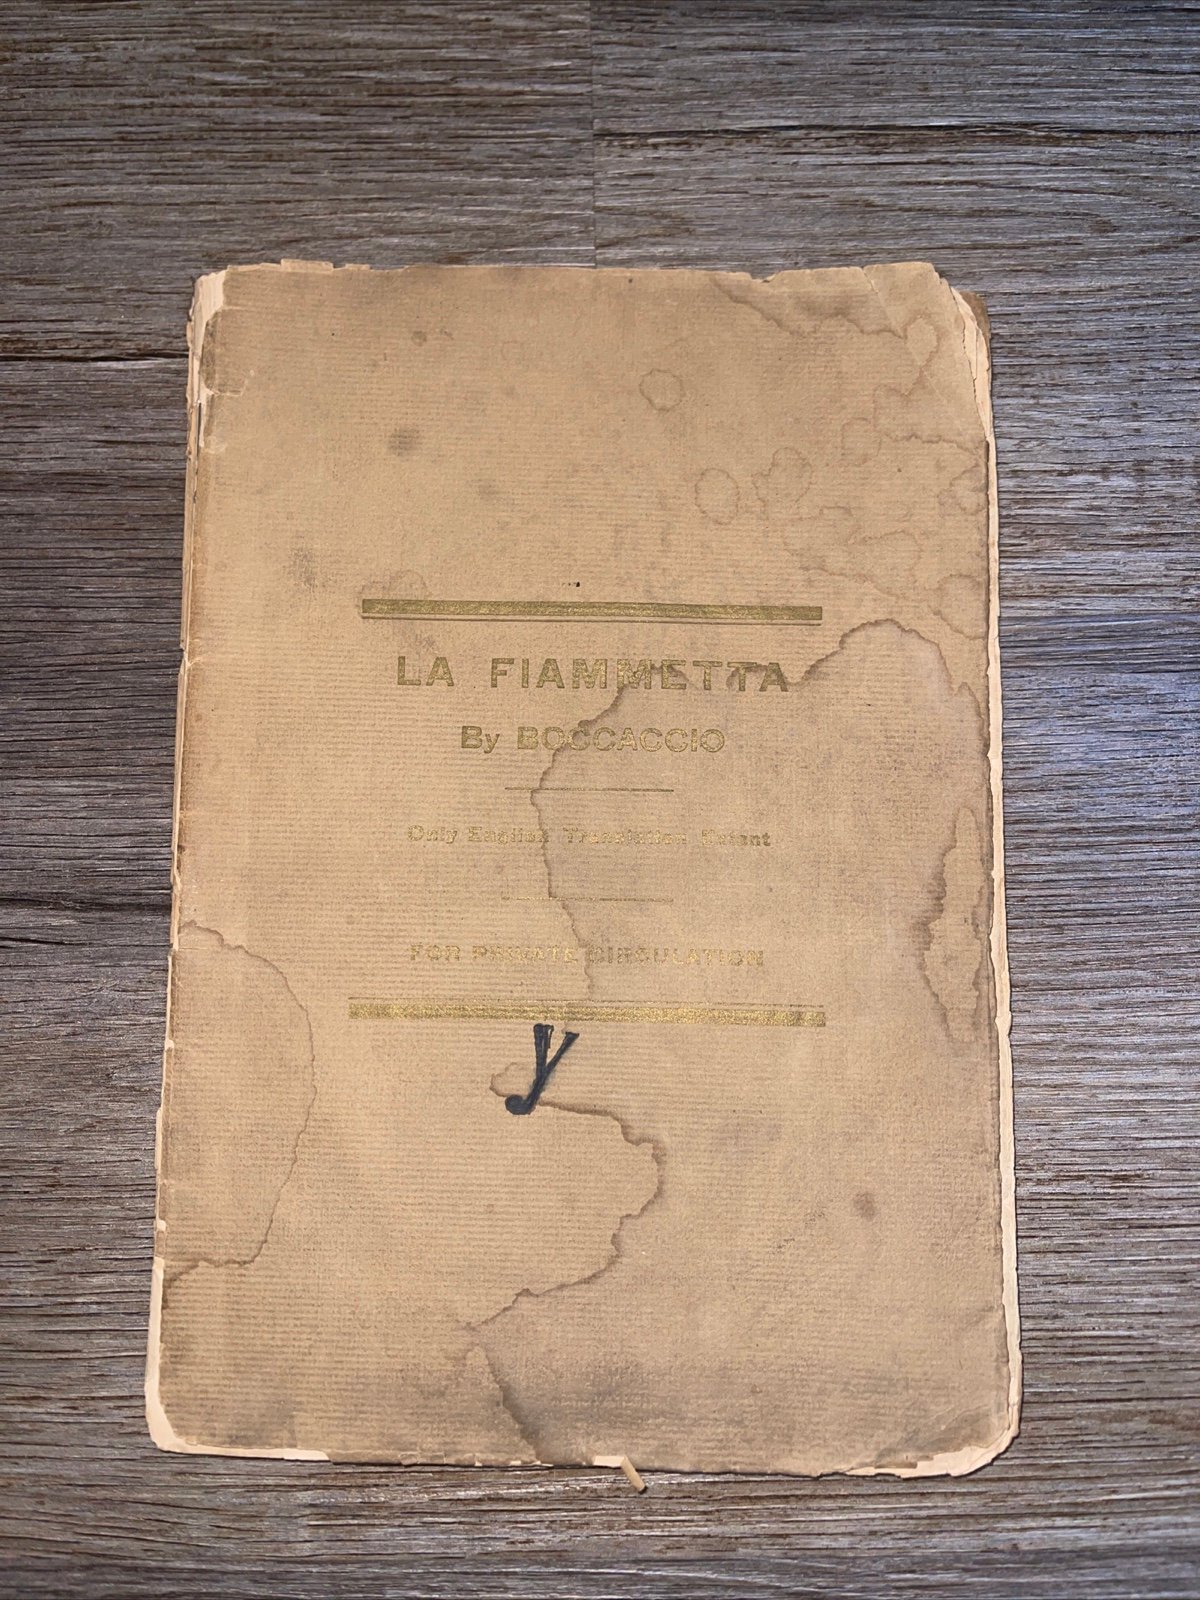 LA FIAMMETTA
By BOCCACCIO
Only English Translation Extant
FOR PRIVATE CIRCULATION
y